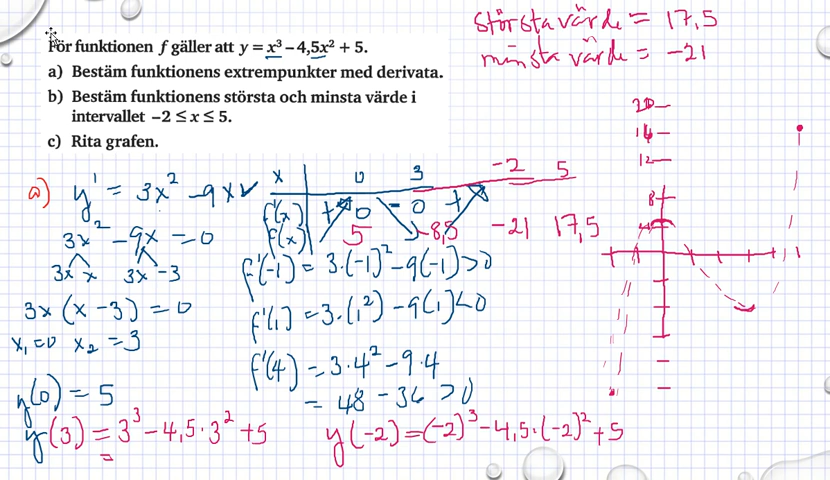 För funktionen f gäller att y = x³ – 4,5x² + 5.
a) Bestäm funktionens extrempunkter med derivata.
b) Bestäm funktionens största och minsta värde i
intervallet –2 ≤ x ≤ 5.
c) Rita grafen.
största värde = 17,5
minsta värde = -21
a) y' = 3x² - 9x
3x² - 9x = 0
3x x 3x -3
3x (x - 3) = 0
x₁ = 0 x₂ = 3
y(0) = 5
y(3) = 3³ - 4,5 · 3² + 5
=
x 0 3 -2 5
f'(x) + 0 - 0 +
f(x) 5 -8,5 -21 17,5
f'(-1) = 3·(-1)² - 9(-1) > 0
f'(1) = 3·(1²) - 9(1) < 0
f'(4) = 3·4² - 9·4
= 48 - 36 > 0
y(-2) = (-2)³ - 4,5·(-2)² + 5
20
16
12
8
4